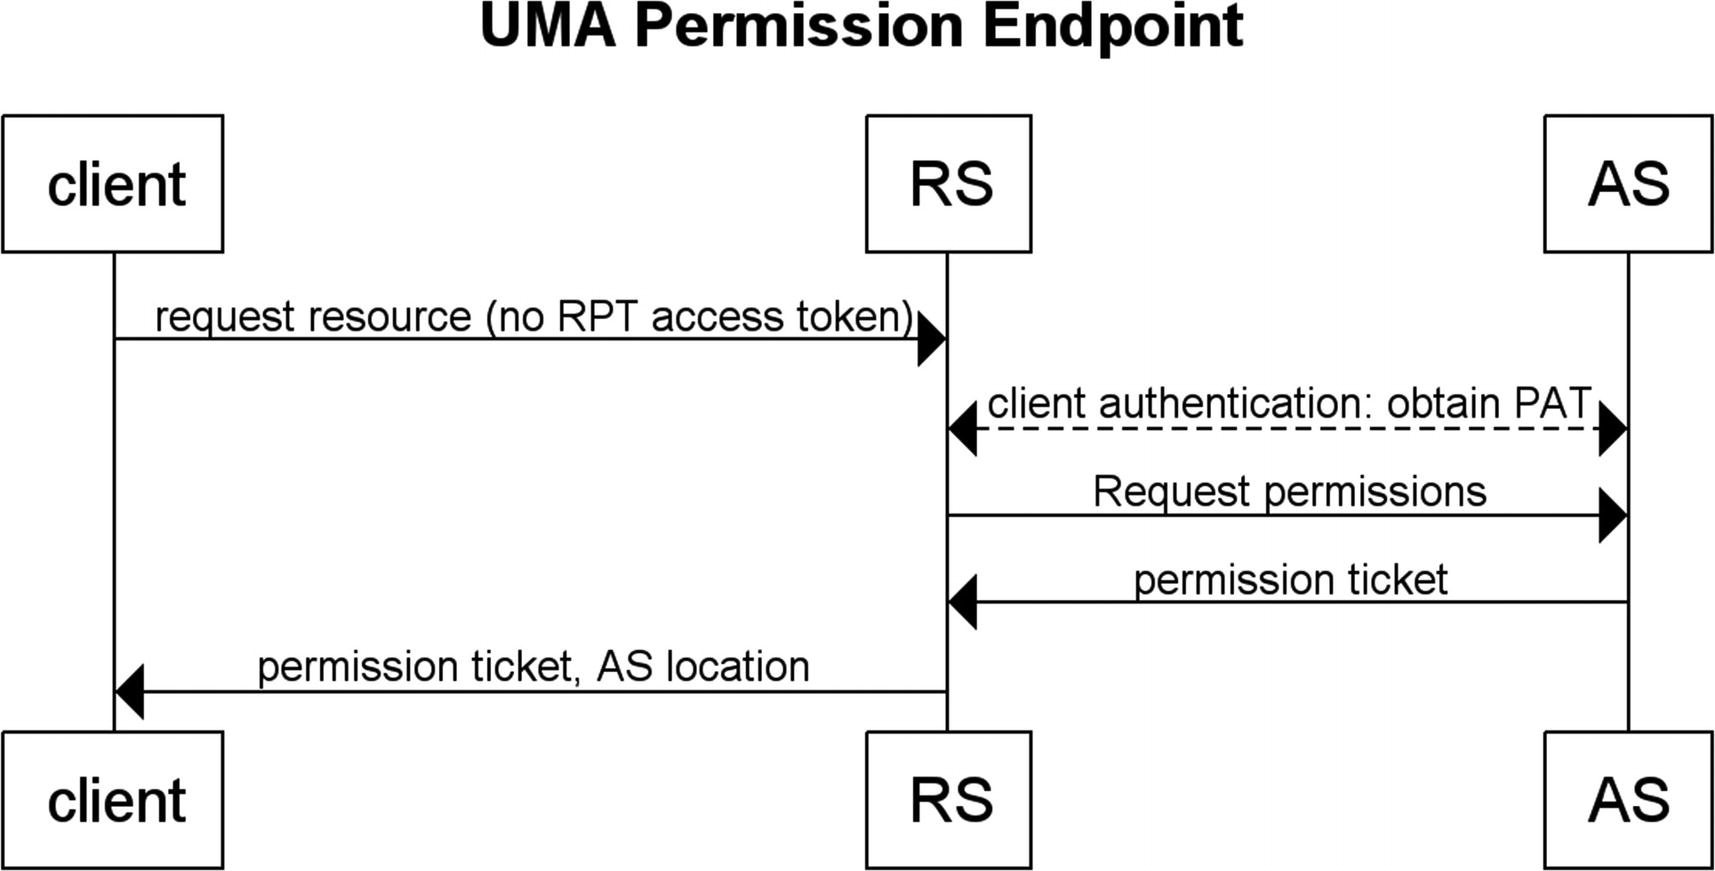 UMA Permission Endpoint
client
RS
AS
request resource (no RPT access token)
client authentication: obtain PAT
Request permissions
permission ticket
permission ticket, AS location
client
RS
AS